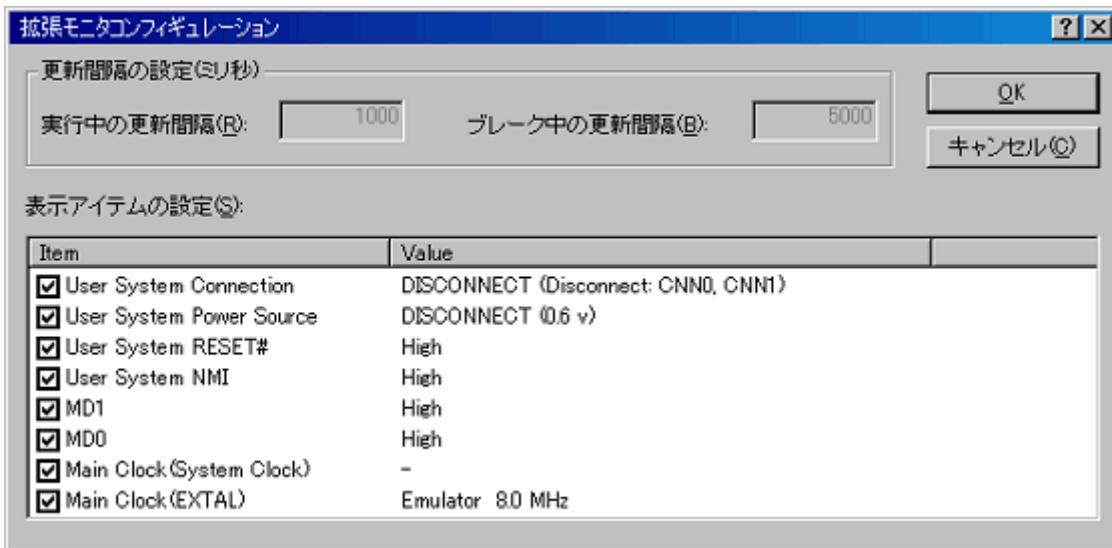 拡張モニタコンフィギュレーション
更新間隔の設定(ミリ秒)
実行中の更新間隔(R): 1000 ブレーク中の更新間隔(B): 5000
OK
キャンセル(C)
表示アイテムの設定(S):
Item Value
User System Connection DISCONNECT (Disconnect: CNN0, CNN1)
User System Power Source DISCONNECT (0.6 v)
User System RESET# High
User System NMI High
MD1 High
MD0 High
Main Clock(System Clock) -
Main Clock(EXTAL) Emulator 8.0 MHz